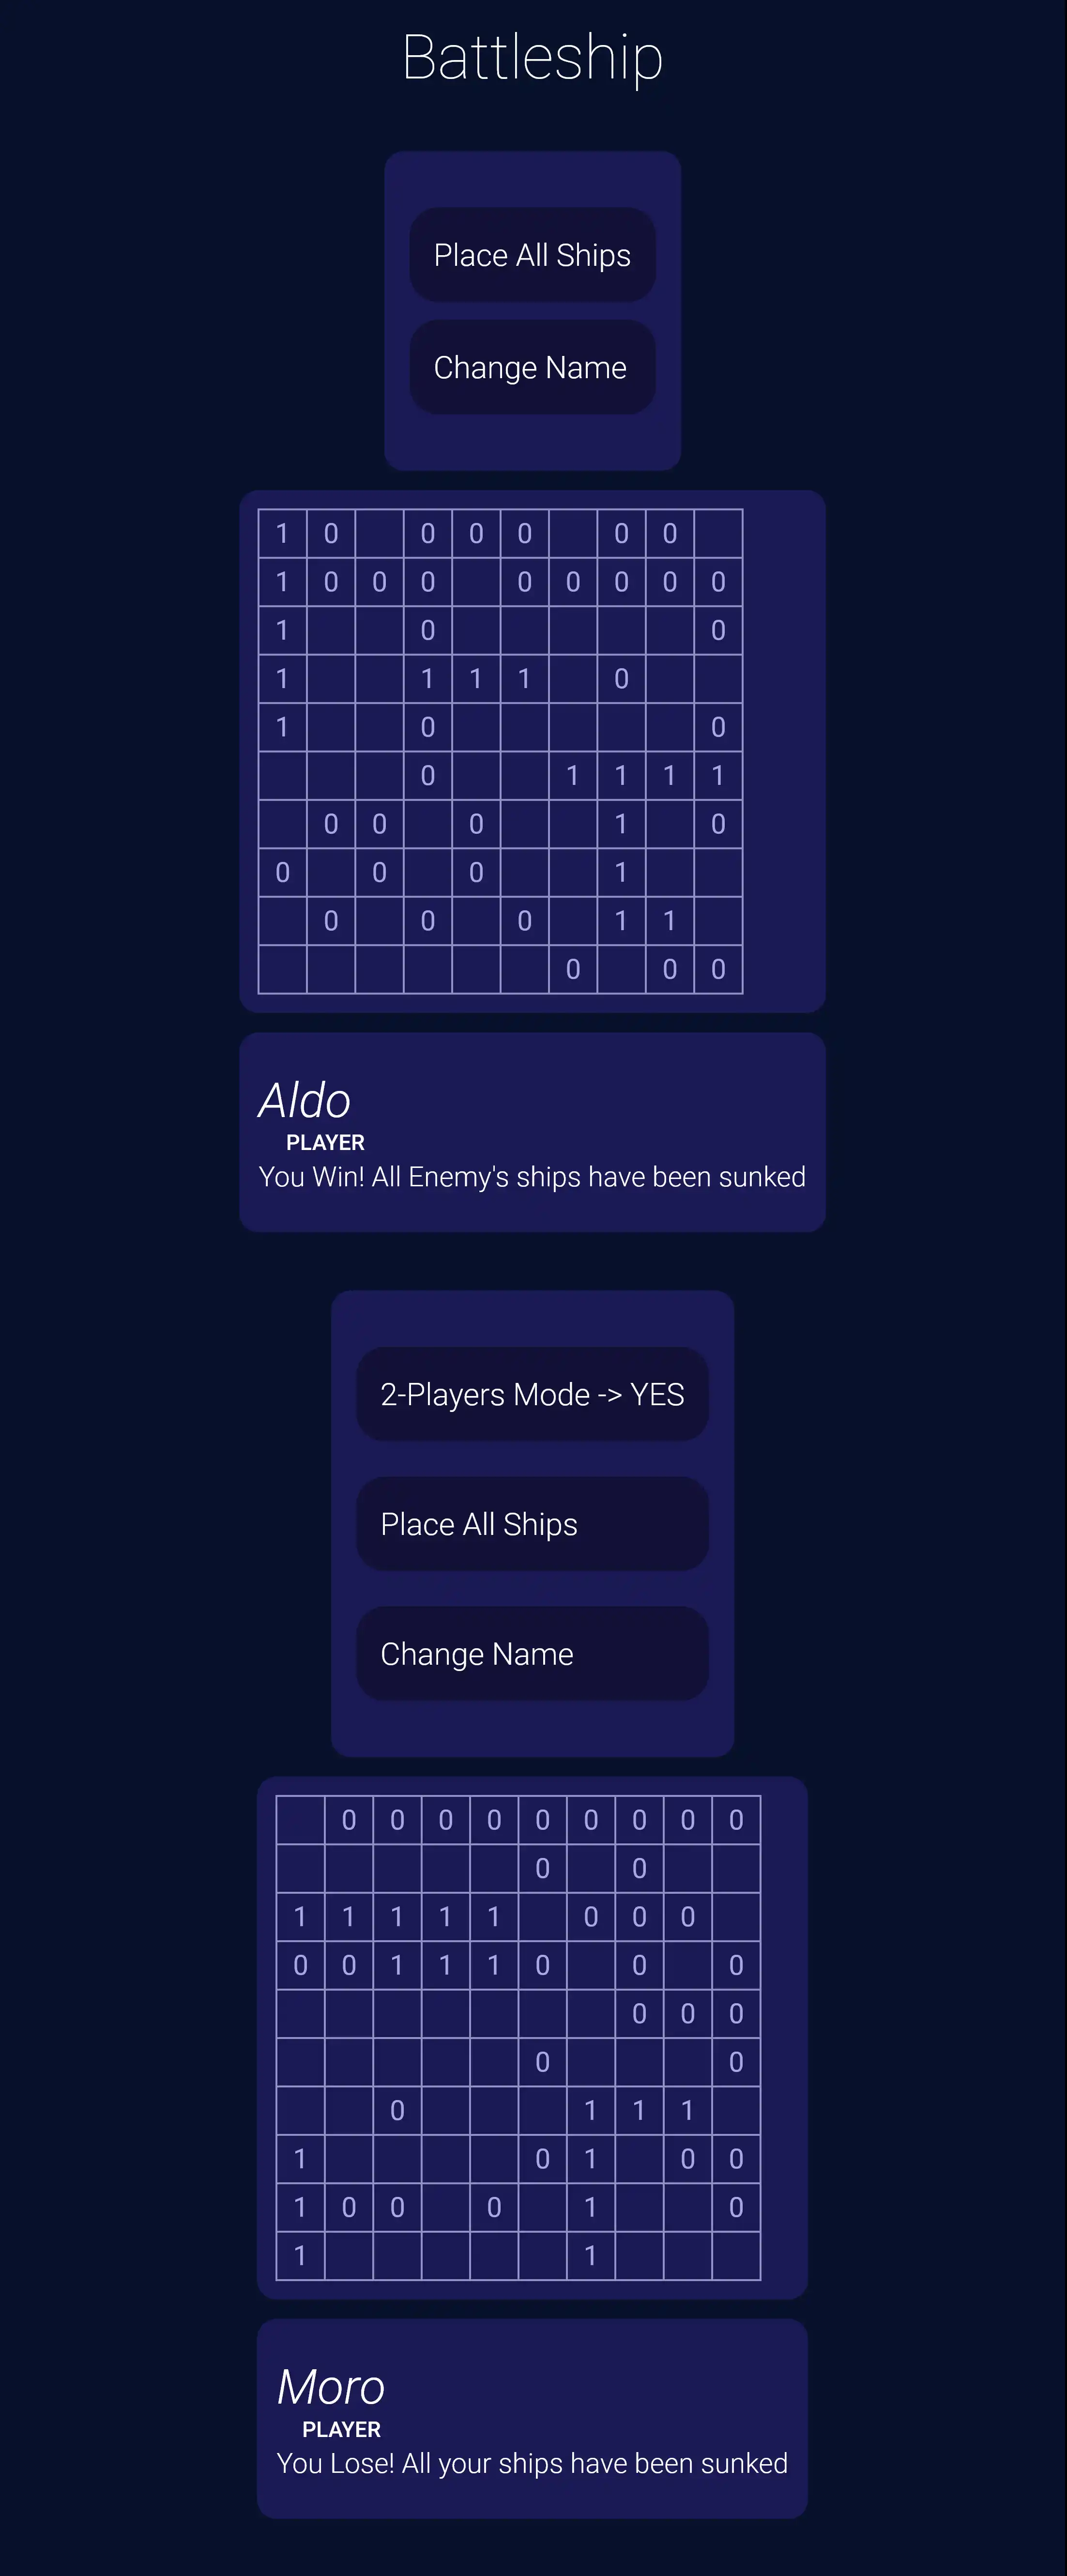 Battleship
Place All Ships
Change Name
1 0 0 0 0 0 0
1 0 0 0 0 0 0 0 0
1 0 0
1 1 1 1 0
1 0 0
0 1 1 1 1
0 0 0 1 0
0 0 0 1
0 0 0 1 1
0 0 0
Aldo
PLAYER
You Win! All Enemy's ships have been sunked
2-Players Mode -> YES
Place All Ships
Change Name
0 0 0 0 0 0 0 0 0
0 0
1 1 1 1 1 0 0 0
0 0 1 1 1 0 0 0
0 0 0
0 0
0 1 1 1
1 0 1 0 0
1 0 0 0 1 0
1 1
Moro
PLAYER
You Lose! All your ships have been sunked